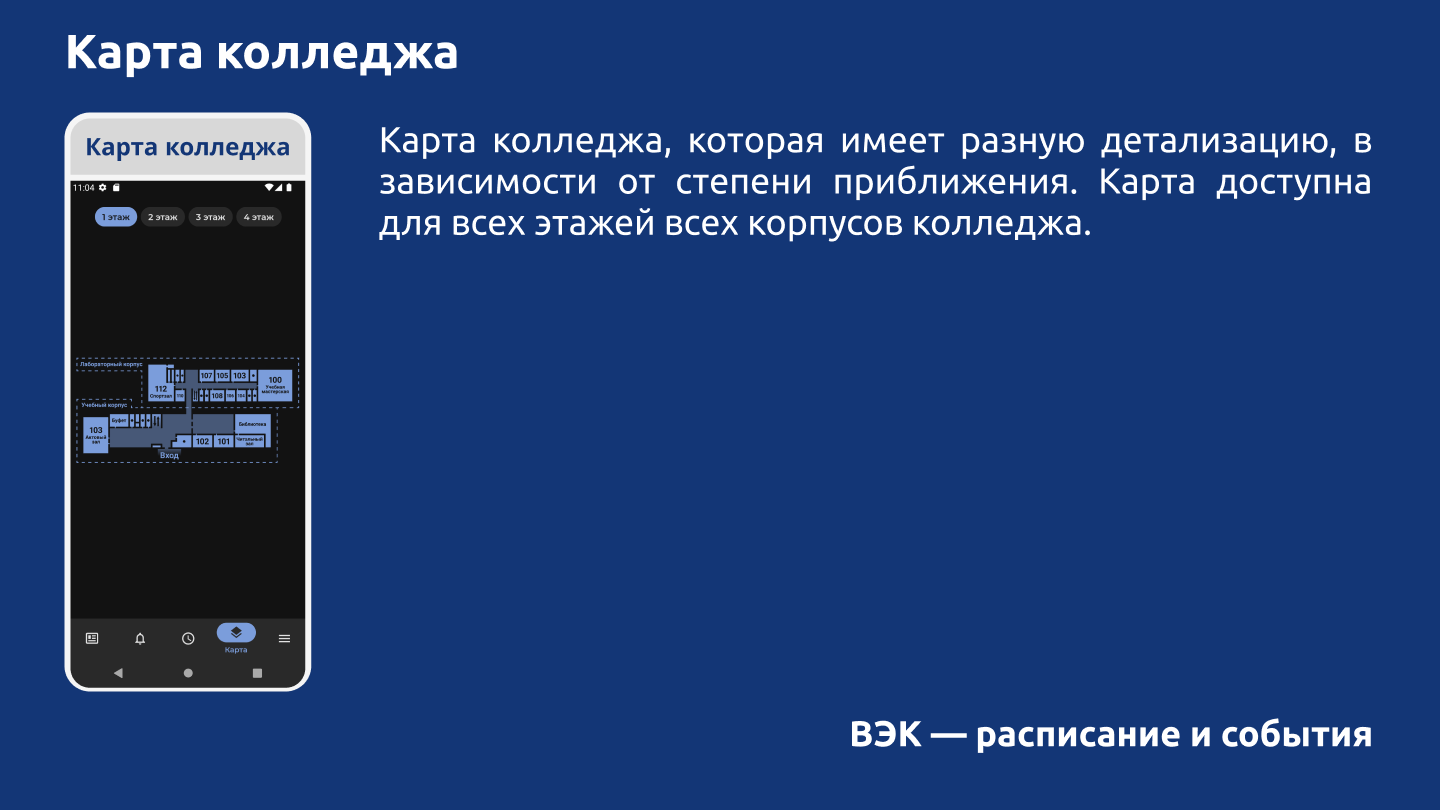 Карта колледжа
Карта колледжа
Карта колледжа, которая имеет разную детализацию, в
зависимости от степени приближения. Карта доступна
для всех этажей всех корпусов колледжа.
11:04
1 этаж 2 этаж 3 этаж 4 этаж
Лабораторный корпус
107 105 103
100
Учебная
мастерская
112
Спортзал
108
Учебный корпус
Буфет
Библиотека
103
Актовый
зал
102 101
Читальный
зал
Вход
Карта
ВЭК — расписание и события